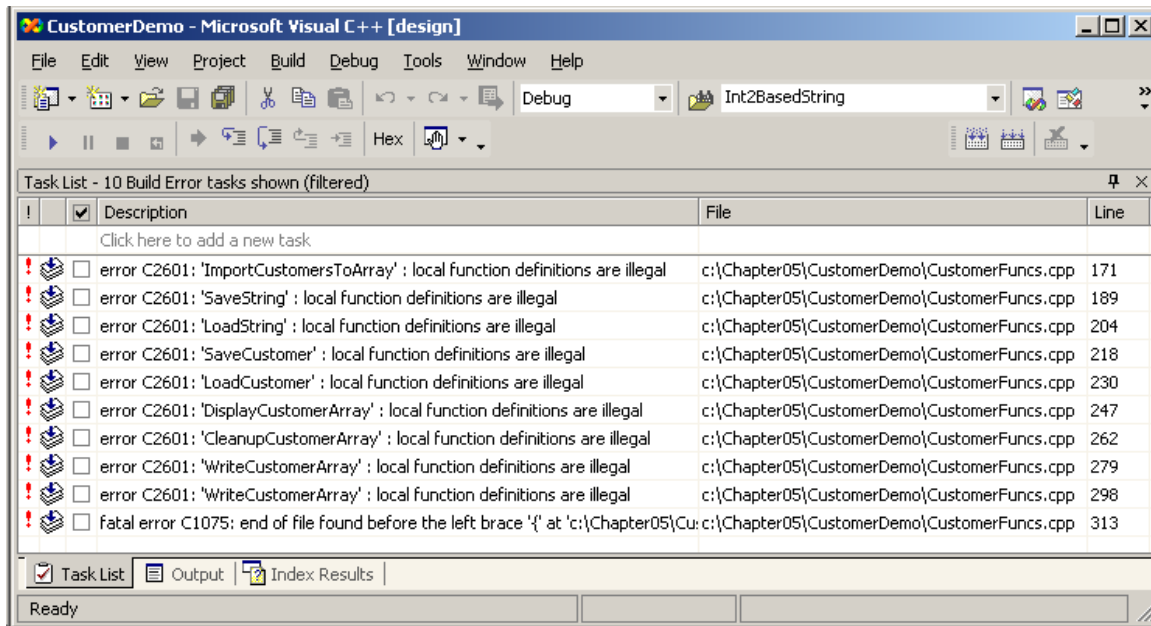 CustomerDemo - Microsoft Visual C++ [design]
File Edit View Project Build Debug Tools Window Help
Debug Int2BasedString
Hex
Task List - 10 Build Error tasks shown (filtered)
! Description File Line
Click here to add a new task
error C2601: 'ImportCustomersToArray' : local function definitions are illegal c:\Chapter05\CustomerDemo\CustomerFuncs.cpp 171
error C2601: 'SaveString' : local function definitions are illegal c:\Chapter05\CustomerDemo\CustomerFuncs.cpp 189
error C2601: 'LoadString' : local function definitions are illegal c:\Chapter05\CustomerDemo\CustomerFuncs.cpp 204
error C2601: 'SaveCustomer' : local function definitions are illegal c:\Chapter05\CustomerDemo\CustomerFuncs.cpp 218
error C2601: 'LoadCustomer' : local function definitions are illegal c:\Chapter05\CustomerDemo\CustomerFuncs.cpp 230
error C2601: 'DisplayCustomerArray' : local function definitions are illegal c:\Chapter05\CustomerDemo\CustomerFuncs.cpp 247
error C2601: 'CleanupCustomerArray' : local function definitions are illegal c:\Chapter05\CustomerDemo\CustomerFuncs.cpp 262
error C2601: 'WriteCustomerArray' : local function definitions are illegal c:\Chapter05\CustomerDemo\CustomerFuncs.cpp 279
error C2601: 'WriteCustomerArray' : local function definitions are illegal c:\Chapter05\CustomerDemo\CustomerFuncs.cpp 298
fatal error C1075: end of file found before the left brace '{' at 'c:\Chapter05\Cu: c:\Chapter05\CustomerDemo\CustomerFuncs.cpp 313
Task List Output Index Results
Ready